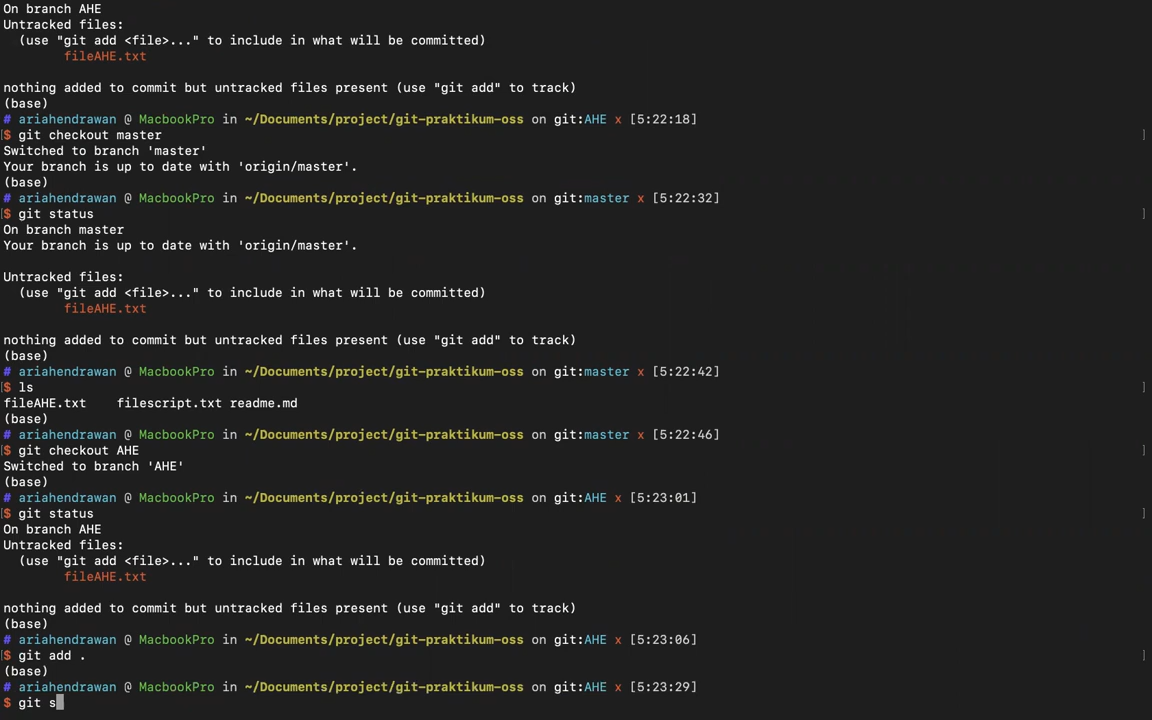 On branch AHE
Untracked files:
(use "git add <file>..." to include in what will be committed)
fileAHE.txt
nothing added to commit but untracked files present (use "git add" to track)
(base)
# ariahendrawan @ MacbookPro in ~/Documents/project/git-praktikum-oss on git:AHE x [5:22:18]
[$ git checkout master ]
Switched to branch 'master'
Your branch is up to date with 'origin/master'.
(base)
# ariahendrawan @ MacbookPro in ~/Documents/project/git-praktikum-oss on git:master x [5:22:32]
[$ git status ]
On branch master
Your branch is up to date with 'origin/master'.
Untracked files:
(use "git add <file>..." to include in what will be committed)
fileAHE.txt
nothing added to commit but untracked files present (use "git add" to track)
(base)
# ariahendrawan @ MacbookPro in ~/Documents/project/git-praktikum-oss on git:master x [5:22:42]
[$ ls ]
fileAHE.txt filescript.txt readme.md
(base)
# ariahendrawan @ MacbookPro in ~/Documents/project/git-praktikum-oss on git:master x [5:22:46]
[$ git checkout AHE ]
Switched to branch 'AHE'
(base)
# ariahendrawan @ MacbookPro in ~/Documents/project/git-praktikum-oss on git:AHE x [5:23:01]
[$ git status ]
On branch AHE
Untracked files:
(use "git add <file>..." to include in what will be committed)
fileAHE.txt
nothing added to commit but untracked files present (use "git add" to track)
(base)
# ariahendrawan @ MacbookPro in ~/Documents/project/git-praktikum-oss on git:AHE x [5:23:06]
[$ git add . ]
(base)
# ariahendrawan @ MacbookPro in ~/Documents/project/git-praktikum-oss on git:AHE x [5:23:29]
$ git s